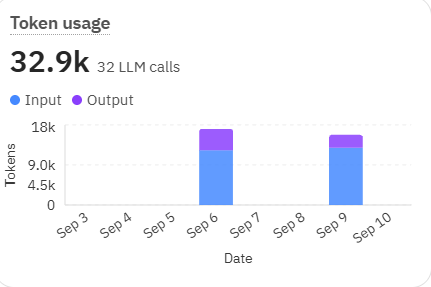 Token usage
32.9k 32 LLM calls
Input Output
18k
9.0k
4.5k
0
Tokens
Sep 3 Sep 4 Sep 5 Sep 6 Sep 7 Sep 8 Sep 9 Sep 10
Date